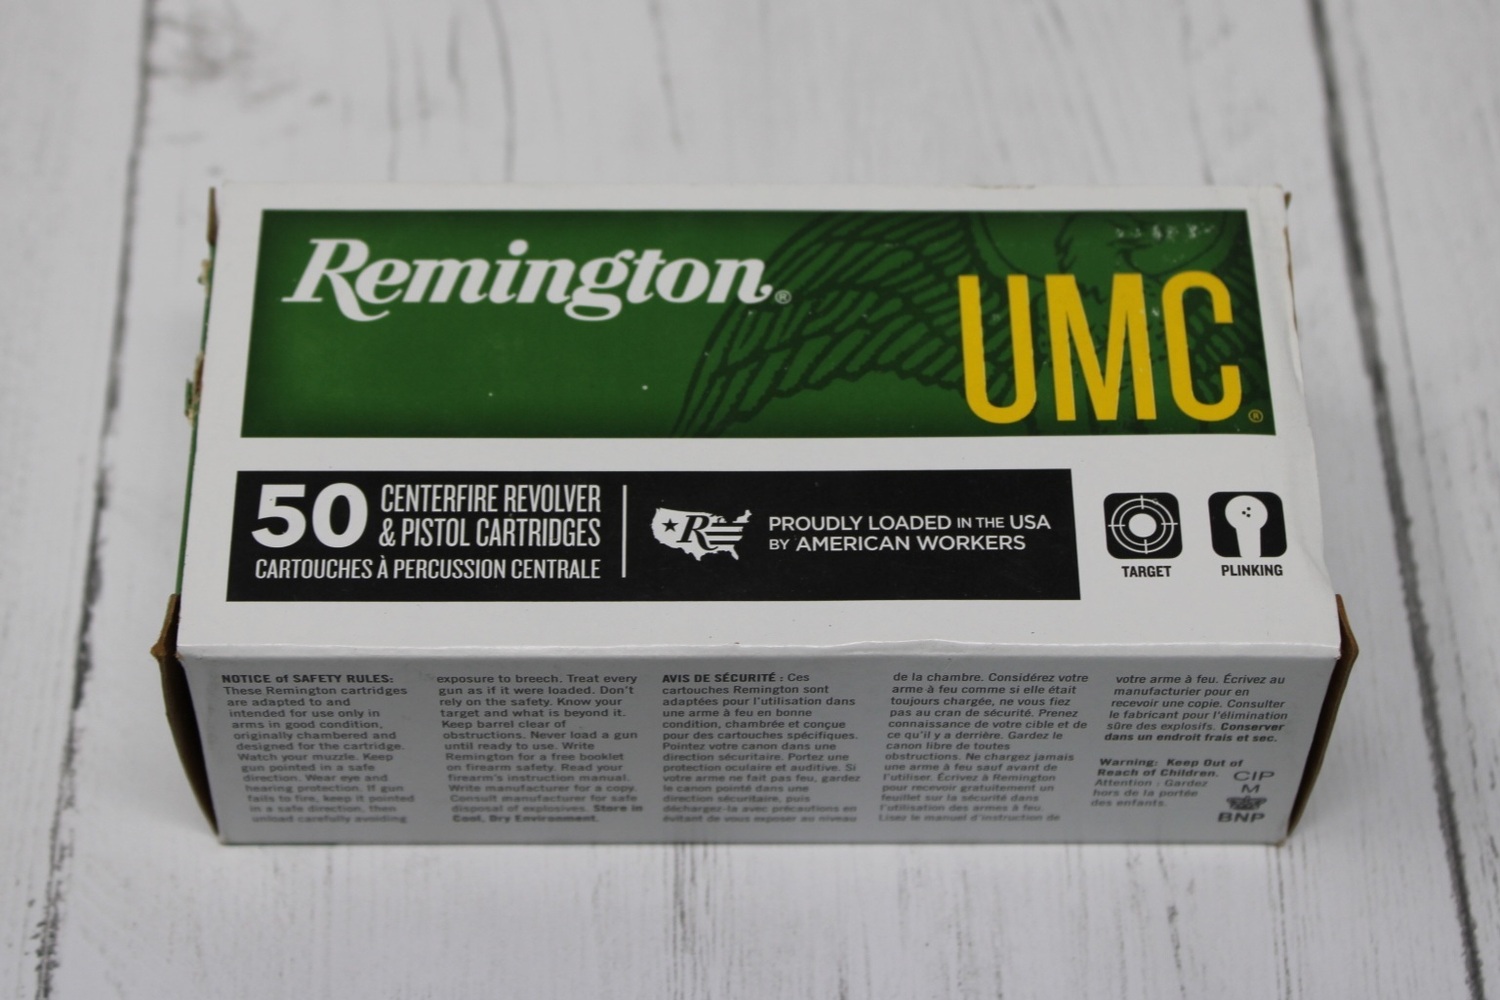 Remington®
UMC®
50 CENTERFIRE REVOLVER
& PISTOL CARTRIDGES
CARTOUCHES À PERCUSSION CENTRALE
R
PROUDLY LOADED IN THE USA
BY AMERICAN WORKERS
TARGET
PLINKING
NOTICE of SAFETY RULES:
These Remington cartridges
are adapted to and
intended for use only in
arms in good condition,
originally chambered and
designed for the cartridge.
Watch your muzzle. Keep
gun pointed in a safe
direction. Wear eye and
hearing protection. If gun
fails to fire, keep it pointed
in a safe direction, then
unload carefully avoiding
exposure to breech. Treat every
gun as if it were loaded. Don't
rely on the safety. Know your
target and what is beyond it.
Keep barrel clear of
obstructions. Never load a gun
until ready to use. Write
Remington for a free booklet
on firearm safety. Read your
firearm's instruction manual.
Write manufacturer for a copy.
Consult manufacturer for safe
disposal of explosives. Store in
Cool, Dry Environment.
AVIS DE SÉCURITÉ : Ces
cartouches Remington sont
adaptées pour l'utilisation dans
une arme à feu en bonne
condition, chambrée et conçue
pour des cartouches spécifiques.
Pointez votre canon dans une
direction sécuritaire. Portez une
protection oculaire et auditive. Si
votre arme ne fait pas feu, gardez
le canon pointé dans une
direction sécuritaire, puis
déchargez-la avec précautions en
évitant de vous exposer au niveau
de la chambre. Considérez votre
arme à feu comme si elle était
toujours chargée, ne vous fiez
pas au cran de sécurité. Prenez
connaissance de votre cible et de
ce qu'il y a derrière. Gardez le
canon libre de toutes
obstructions. Ne chargez jamais
une arme à feu sauf avant de
l'utiliser. Écrivez à Remington
pour recevoir gratuitement un
feuillet sur la sécurité dans
l'utilisation des armes à feu.
Lisez le manuel d'instruction de
votre arme à feu. Écrivez au
manufacturier pour en
recevoir une copie. Consulter
le fabricant pour l'élimination
sûre des explosifs. Conserver
dans un endroit frais et sec.
Warning: Keep Out of
Reach of Children.
Attention : Gardez
hors de la portée
des enfants.
CIP
M
BNP